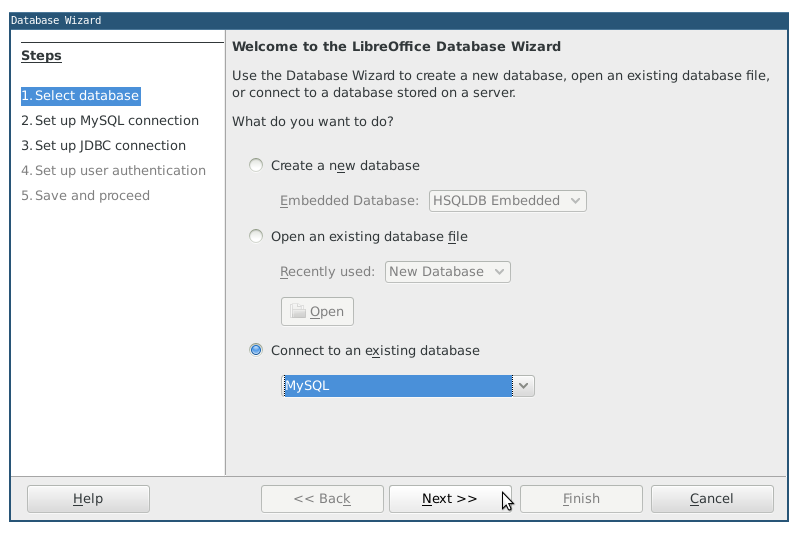 Database Wizard
Steps
1. Select database
2. Set up MySQL connection
3. Set up JDBC connection
4. Set up user authentication
5. Save and proceed
Welcome to the LibreOffice Database Wizard
Use the Database Wizard to create a new database, open an existing database file,
or connect to a database stored on a server.
What do you want to do?
Create a new database
Embedded Database: HSQLDB Embedded
Open an existing database file
Recently used: New Database
Open
Connect to an existing database
MySQL
Help << Back Next >> Finish Cancel